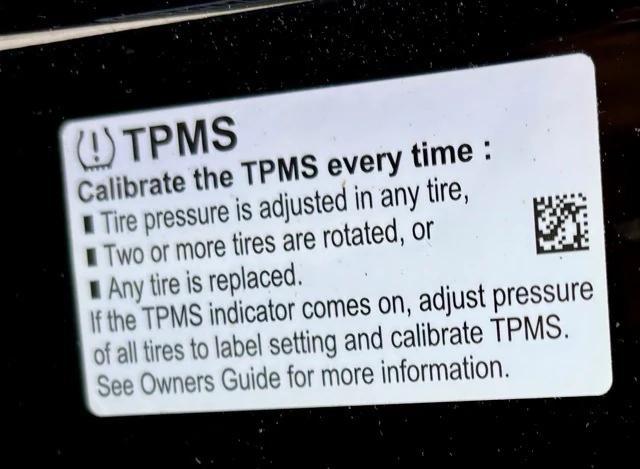 TPMS
Calibrate the TPMS every time :
▮ Tire pressure is adjusted in any tire,
▮ Two or more tires are rotated, or
▮ Any tire is replaced.
If the TPMS indicator comes on, adjust pressure
of all tires to label setting and calibrate TPMS.
See Owners Guide for more information.